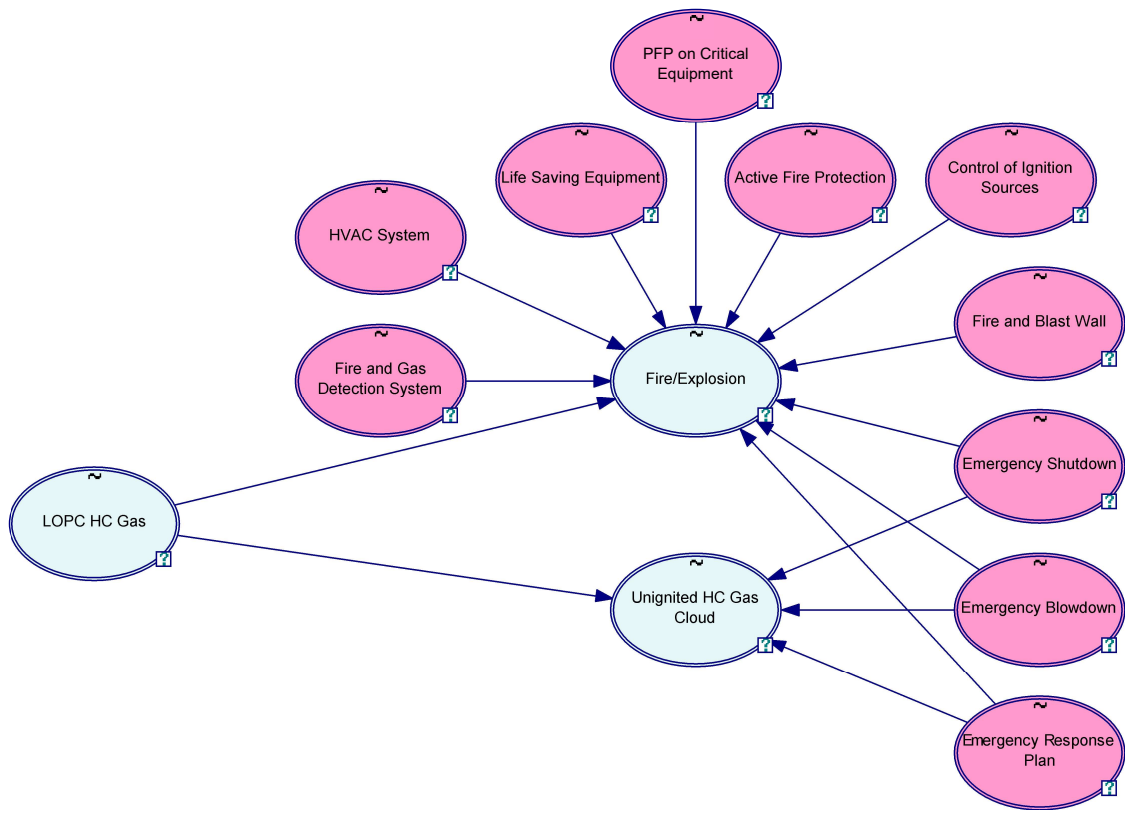 PFP on Critical
Equipment
Life Saving Equipment
Active Fire Protection
Control of Ignition
Sources
HVAC System
Fire and Blast Wall
Fire and Gas
Detection System
Fire/Explosion
Emergency Shutdown
LOPC HC Gas
Unignited HC Gas
Cloud
Emergency Blowdown
Emergency Response
Plan